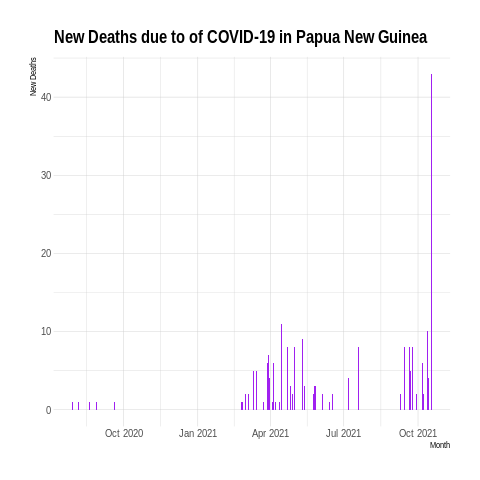 New Deaths due to of COVID-19 in Papua New Guinea
New Deaths
40
30
20
10
0
Oct 2020 Jan 2021 Apr 2021 Jul 2021 Oct 2021
Month